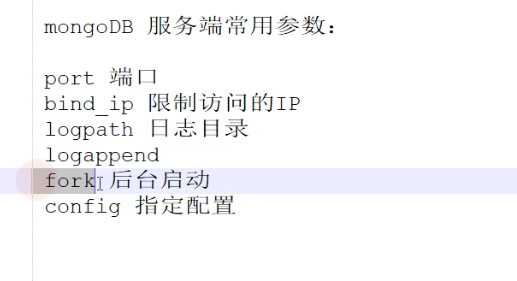 mongoDB 服务端常用参数：
port 端口
bind_ip 限制访问的IP
logpath 日志目录
logappend
fork 后台启动
config 指定配置